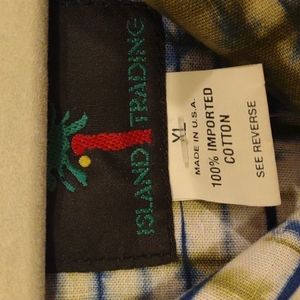 ISLAND TRADING
XL
MADE IN U.S.A.
100% IMPORTED
COTTON
SEE REVERSE